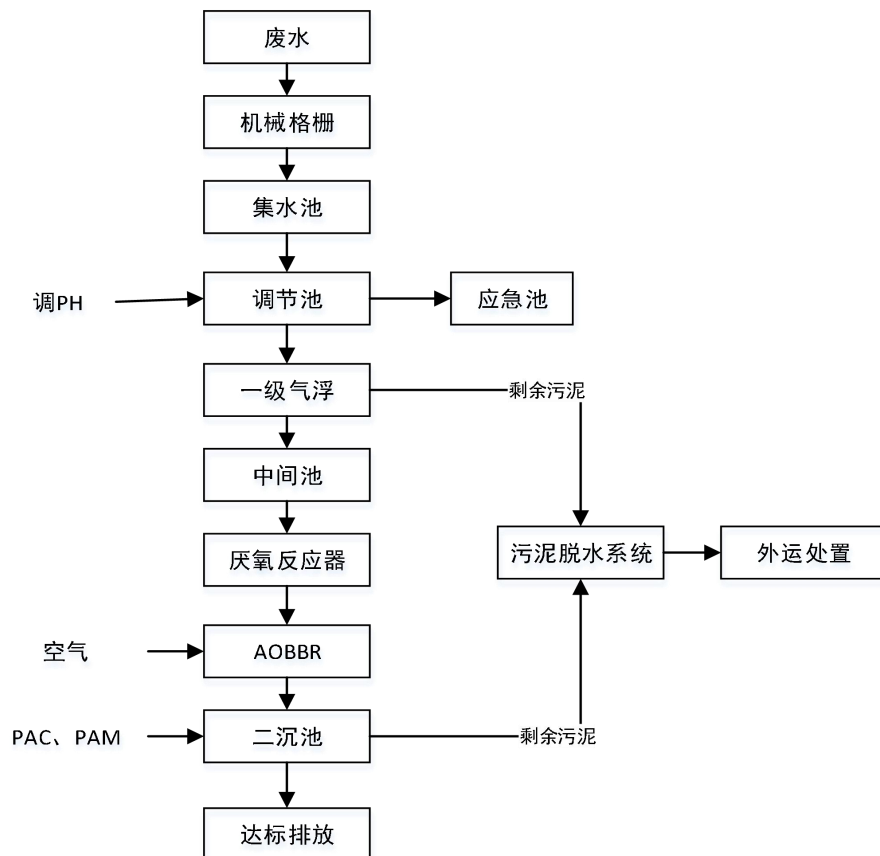 废水
机械格栅
集水池
调PH
调节池
应急池
一级气浮
剩余污泥
中间池
厌氧反应器
污泥脱水系统
外运处置
空气
AOBBR
PAC、PAM
二沉池
剩余污泥
达标排放